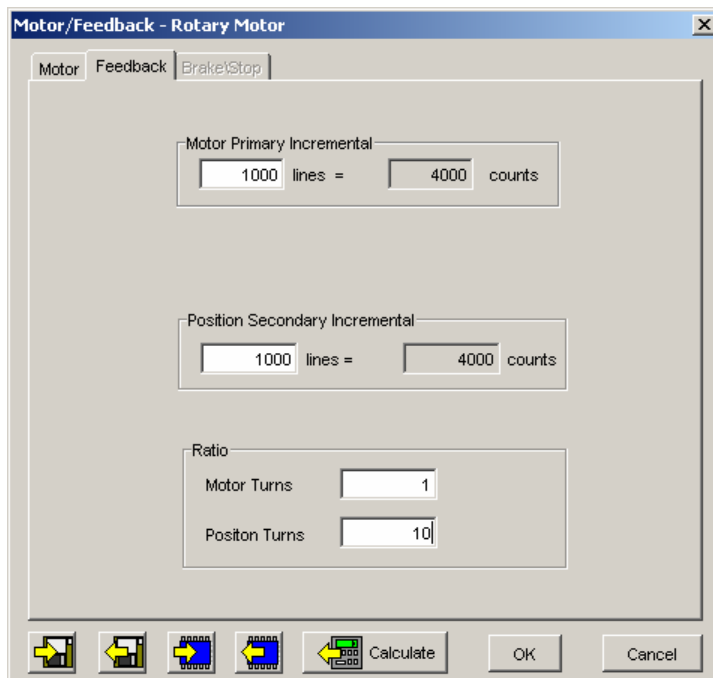 Motor/Feedback - Rotary Motor
Motor Feedback Brake\Stop
Motor Primary Incremental
1000 lines = 4000 counts
Position Secondary Incremental
1000 lines = 4000 counts
Ratio
Motor Turns 1
Positon Turns 10
Calculate OK Cancel